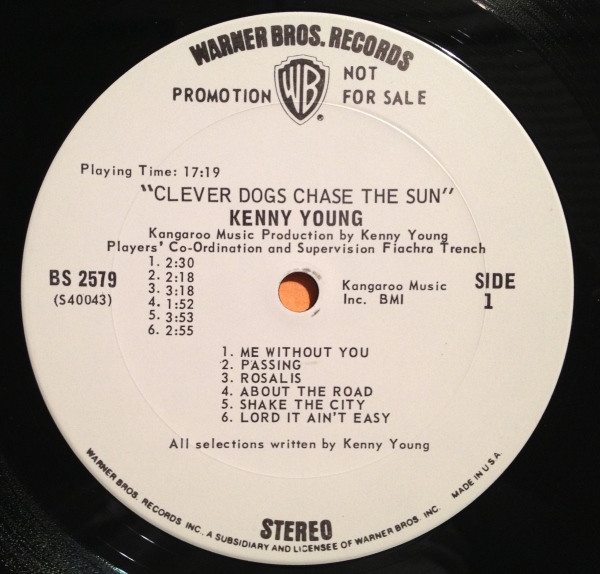 WARNER BROS. RECORDS
PROMOTION WB NOT FOR SALE
®
Playing Time: 17:19
"CLEVER DOGS CHASE THE SUN"
KENNY YOUNG
Kangaroo Music Production by Kenny Young
Players' Co-Ordination and Supervision Fiachra Trench
BS 2579
(S40043)
1. 2:30
2. 2:18
3. 3:18
4. 1:52
5. 3:53
6. 2:55
Kangaroo Music
Inc. BMI
SIDE
1
1. ME WITHOUT YOU
2. PASSING
3. ROSALIS
4. ABOUT THE ROAD
5. SHAKE THE CITY
6. LORD IT AIN'T EASY
All selections written by Kenny Young
STEREO
WARNER BROS. RECORDS INC., A SUBSIDIARY AND LICENSEE OF WARNER BROS. INC. MADE IN U.S.A.